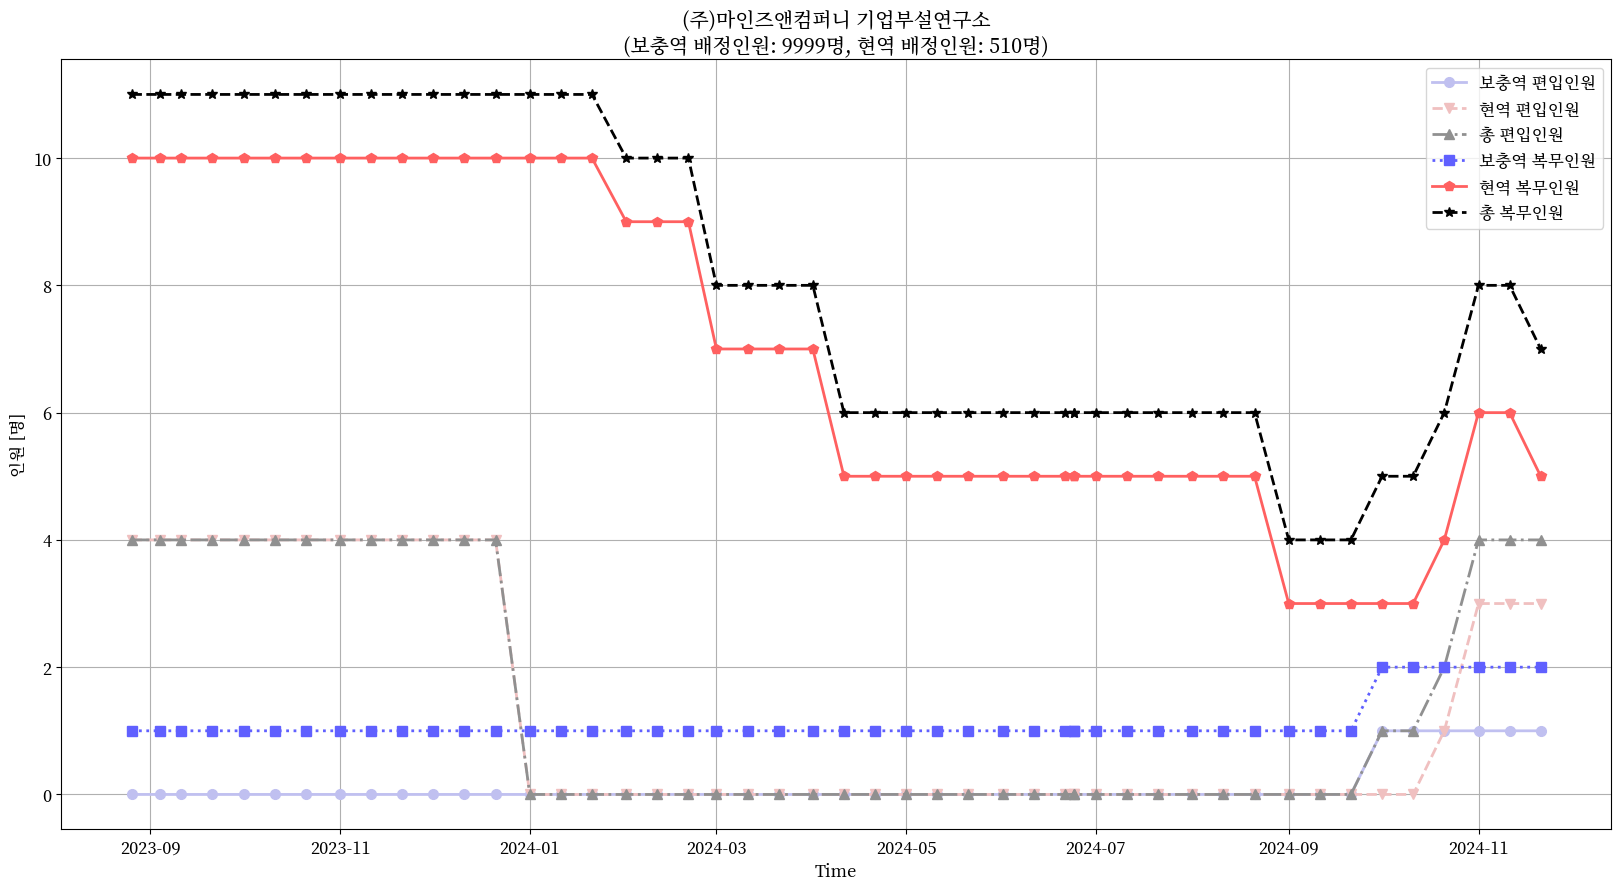 (주)마인즈앤컴퍼니 기업부설연구소
(보충역 배정인원: 9999명, 현역 배정인원: 510명)
보충역 편입인원
현역 편입인원
총 편입인원
보충역 복무인원
현역 복무인원
총 복무인원
10
8
6
4
2
0
인원 [명]
2023-09
2023-11
2024-01
2024-03
2024-05
2024-07
2024-09
2024-11
Time